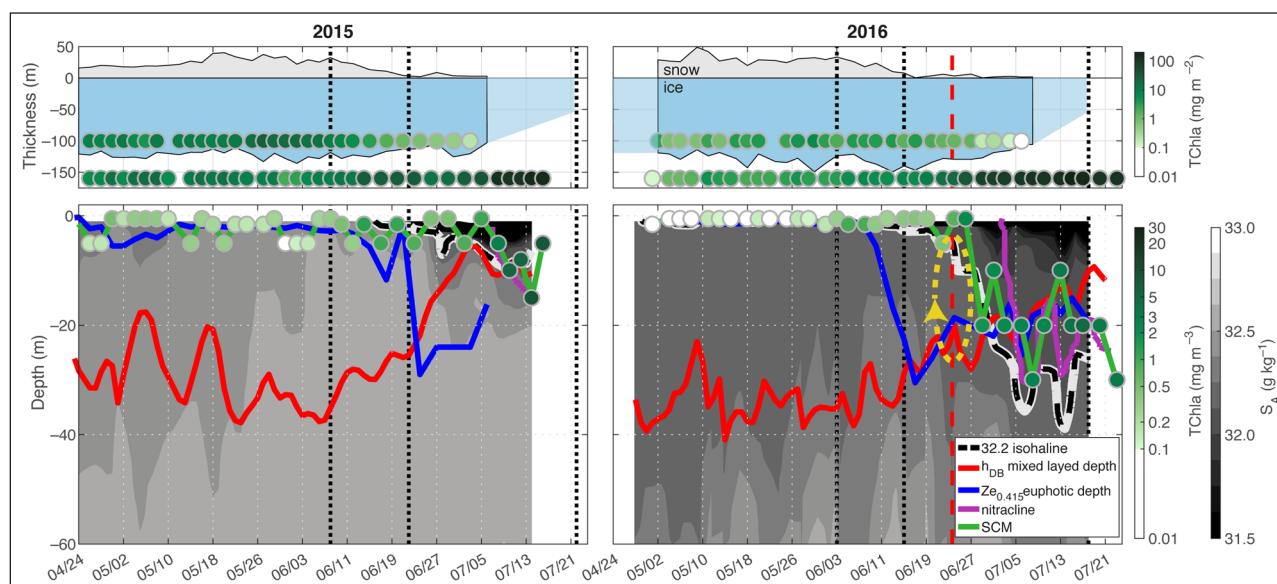 2015
2016
Thickness (m)
50
0
−50
−100
−150
snow
ice
TChla (mg m−2)
100
10
1
0.1
0.01
Depth (m)
0
−20
−40
−60
32.2 isohaline
hDB mixed layed depth
Ze0.415euphotic depth
nitracline
SCM
TChla (mg m−3)
30
20
10
5
3
2
1
0.5
0.2
0.1
0.01
SA (g kg−1)
33.0
32.5
32.0
31.5
04/24 05/02 05/10 05/18 05/26 06/03 06/11 06/19 06/27 07/05 07/13 07/21
04/24 05/02 05/10 05/18 05/26 06/03 06/11 06/19 06/27 07/05 07/13 07/21